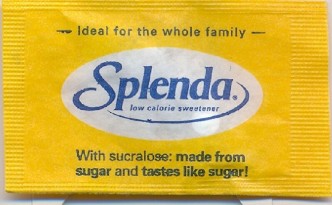 Ideal for the whole family
Splenda®
low calorie sweetener
With sucralose: made from
sugar and tastes like sugar!